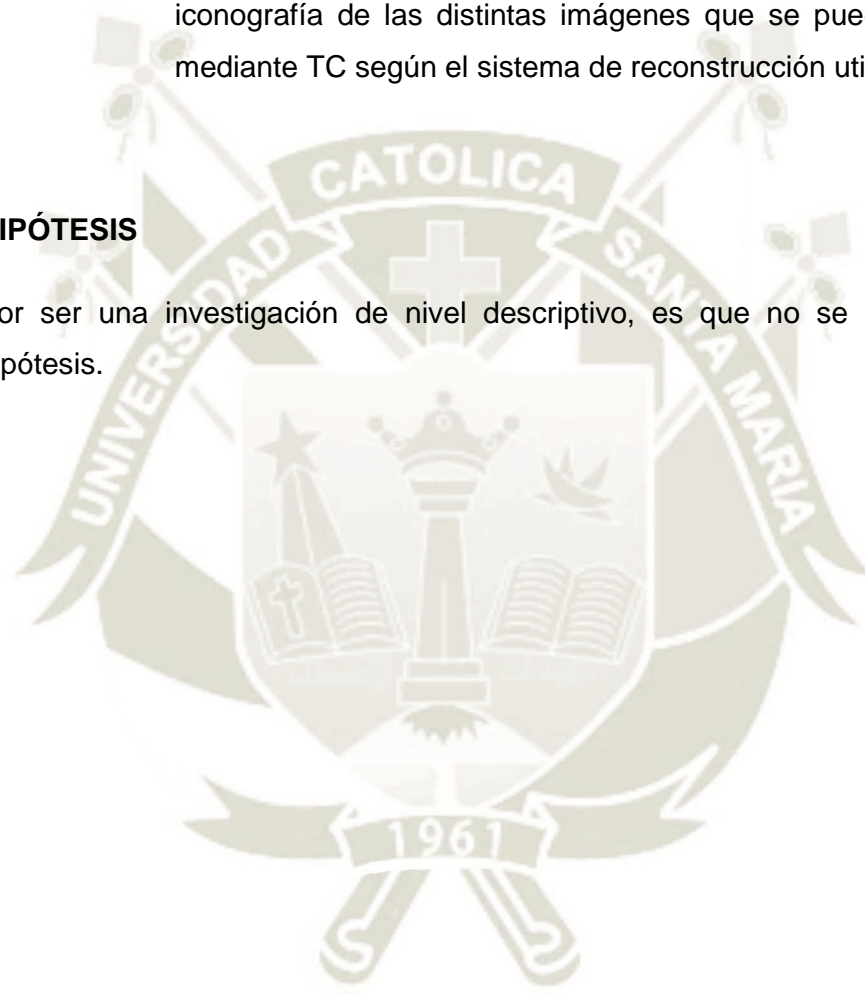 iconografía de las distintas imágenes que se pue
mediante TC según el sistema de reconstrucción uti
CATOLICA
UNIVERSIDAD
SANTA MARIA
IPÓTESIS
or ser una investigación de nivel descriptivo, es que no se
pótesis.
1961